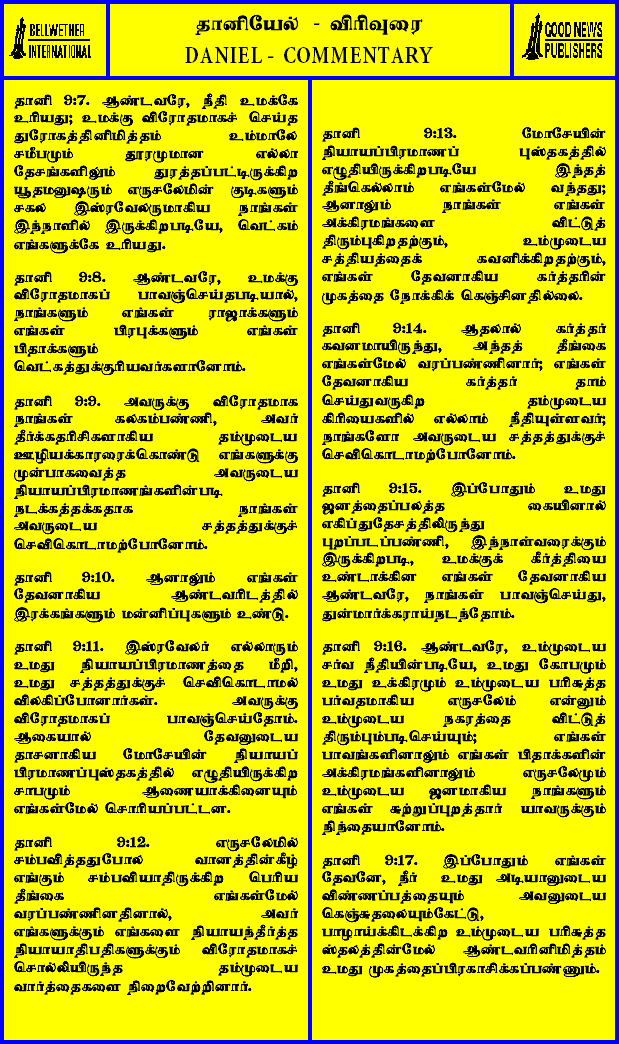 BELLWETHER
INTERNATIONAL
தானியேல் - விரிவுரை
DANIEL - COMMENTARY
GOOD NEWS
PUBLISHERS
தானி 9:7. ஆண்டவரே, நீதி உமக்கே
உரியது; உமக்கு விரோதமாகச் செய்த
துரோகத்தினிமித்தம் உம்மாலே
சமீபமும் தூரமுமான எல்லா
தேசங்களிலும் துரத்தப்பட்டிருக்கிற
யூதமனுஷரும் எருசலேமின் குடிகளும்
சகல இஸ்ரவேலருமாகிய நாங்கள்
இந்நாளில் இருக்கிறபடியே, வெட்கம்
எங்களுக்கே உரியது.
தானி 9:8. ஆண்டவரே, உமக்கு
விரோதமாகப் பாவஞ்செய்தபடியால்,
நாங்களும் எங்கள் ராஜாக்களும்
எங்கள் பிரபுக்களும் எங்கள்
பிதாக்களும்
வெட்கத்துக்குரியவர்களானோம்.
தானி 9:9. அவருக்கு விரோதமாக
நாங்கள் கலகம்பண்ணி, அவர்
தீர்க்கதரிசிகளாகிய தம்முடைய
ஊழியக்காரரைக்கொண்டு எங்களுக்கு
முன்பாகவைத்த அவருடைய
நியாயப்பிரமாணங்களின்படி
நடக்கத்தக்கதாக நாங்கள்
அவருடைய சத்தத்துக்குச்
செவிகொடாமற்போனோம்.
தானி 9:10. ஆனாலும் எங்கள்
தேவனாகிய ஆண்டவரிடத்தில்
இரக்கங்களும் மன்னிப்புகளும் உண்டு.
தானி 9:11. இஸ்ரவேலர் எல்லாரும்
உமது நியாயப்பிரமாணத்தை மீறி,
உமது சத்தத்துக்குச் செவிகொடாமல்
விலகிப்போனார்கள். அவருக்கு
விரோதமாகப் பாவஞ்செய்தோம்.
ஆகையால் தேவனுடைய
தாசனாகிய மோசேயின் நியாயப்
பிரமாணப்புஸ்தகத்தில் எழுதியிருக்கிற
சாபமும் ஆணையாக்கினையும்
எங்கள்மேல் சொரியப்பட்டன.
தானி 9:12. எருசலேமில்
சம்பவித்ததுபோல் வானத்தின்கீழ்
எங்கும் சம்பவியாதிருக்கிற பெரிய
தீங்கை எங்கள்மேல்
வரப்பண்ணினதினால், அவர்
எங்களுக்கும் எங்களை நியாயந்தீர்த்த
நியாயாதிபதிகளுக்கும் விரோதமாகச்
சொல்லியிருந்த தம்முடைய
வார்த்தைகளை நிறைவேற்றினார்.
தானி 9:13. மோசேயின்
நியாயப்பிரமாணப் புஸ்தகத்தில்
எழுதியிருக்கிறபடியே இந்தத்
தீங்கெல்லாம் எங்கள்மேல் வந்தது;
ஆனாலும் நாங்கள் எங்கள்
அக்கிரமங்களை விட்டுத்
திரும்புகிறதற்கும், உம்முடைய
சத்தியத்தைக் கவனிக்கிறதற்கும்,
எங்கள் தேவனாகிய கர்த்தரின்
முகத்தை நோக்கிக் கெஞ்சினதில்லை.
தானி 9:14. ஆதலால் கர்த்தர்
கவனமாயிருந்து, அந்தத் தீங்கை
எங்கள்மேல் வரப்பண்ணினார்; எங்கள்
தேவனாகிய கர்த்தர் தாம்
செய்துவருகிற தம்முடைய
கிரியைகளில் எல்லாம் நீதியுள்ளவர்;
நாங்களோ அவருடைய சத்தத்துக்குச்
செவிகொடாமற்போனோம்.
தானி 9:15. இப்போதும் உமது
ஜனத்தைப்பலத்த கையினால்
எகிப்துதேசத்திலிருந்து
புறப்படப்பண்ணி, இந்நாள்வரைக்கும்
இருக்கிறபடி, உமக்குக் கீர்த்தியை
உண்டாக்கின எங்கள் தேவனாகிய
ஆண்டவரே, நாங்கள் பாவஞ்செய்து,
துன்மார்க்கராய்நடந்தோம்.
தானி 9:16. ஆண்டவரே, உம்முடைய
சர்வ நீதியின்படியே, உமது கோபமும்
உமது உக்கிரமும் உம்முடைய பரிசுத்த
பர்வதமாகிய எருசலேம் என்னும்
உம்முடைய நகரத்தை விட்டுத்
திரும்பும்படிசெய்யும்; எங்கள்
பாவங்களினாலும் எங்கள் பிதாக்களின்
அக்கிரமங்களினாலும் எருசலேமும்
உம்முடைய ஜனமாகிய நாங்களும்
எங்கள் சுற்றுப்புறத்தார் யாவருக்கும்
நிந்தையானோம்.
தானி 9:17. இப்போதும் எங்கள்
தேவனே, நீர் உமது அடியானுடைய
விண்ணப்பத்தையும் அவனுடைய
கெஞ்சுதலையும்கேட்டு,
பாழாய்க்கிடக்கிற உம்முடைய பரிசுத்த
ஸ்தலத்தின்மேல் ஆண்டவரினிமித்தம்
உமது முகத்தைப்பிரகாசிக்கப்பண்ணும்.